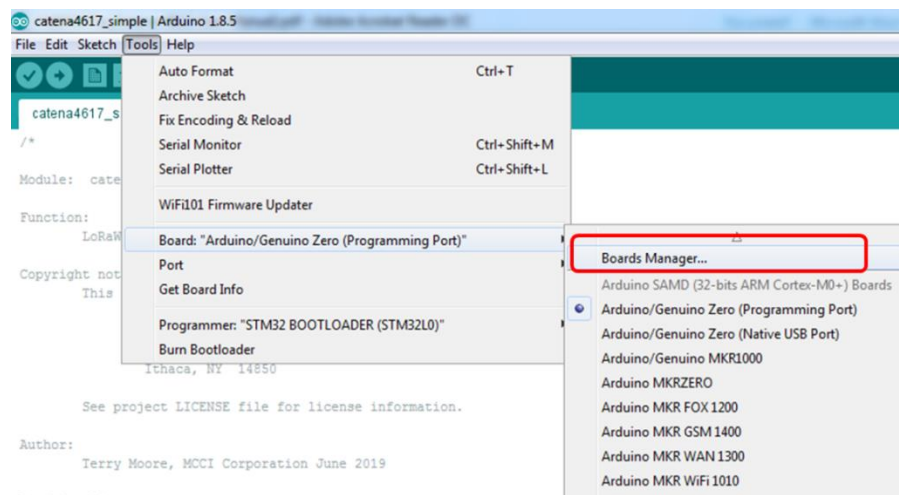 catena4617_simple | Arduino 1.8.5
File Edit Sketch Tools Help
catena4617_s
Auto Format Ctrl+T
Archive Sketch
Fix Encoding & Reload
Serial Monitor Ctrl+Shift+M
Serial Plotter Ctrl+Shift+L
WiFi101 Firmware Updater
Board: "Arduino/Genuino Zero (Programming Port)"
Port
Get Board Info
Programmer: "STM32 BOOTLOADER (STM32L0)"
Burn Bootloader
Boards Manager...
Arduino SAMD (32-bits ARM Cortex-M0+) Boards
Arduino/Genuino Zero (Programming Port)
Arduino/Genuino Zero (Native USB Port)
Arduino/Genuino MKR1000
Arduino MKRZERO
Arduino MKR FOX 1200
Arduino MKR GSM 1400
Arduino MKR WAN 1300
Arduino MKR WiFi 1010
/*
Module: cate
Function:
LoRaW
Copyright not
This
Ithaca, NY 14850
See project LICENSE file for license information.
Author:
Terry Moore, MCCI Corporation June 2019